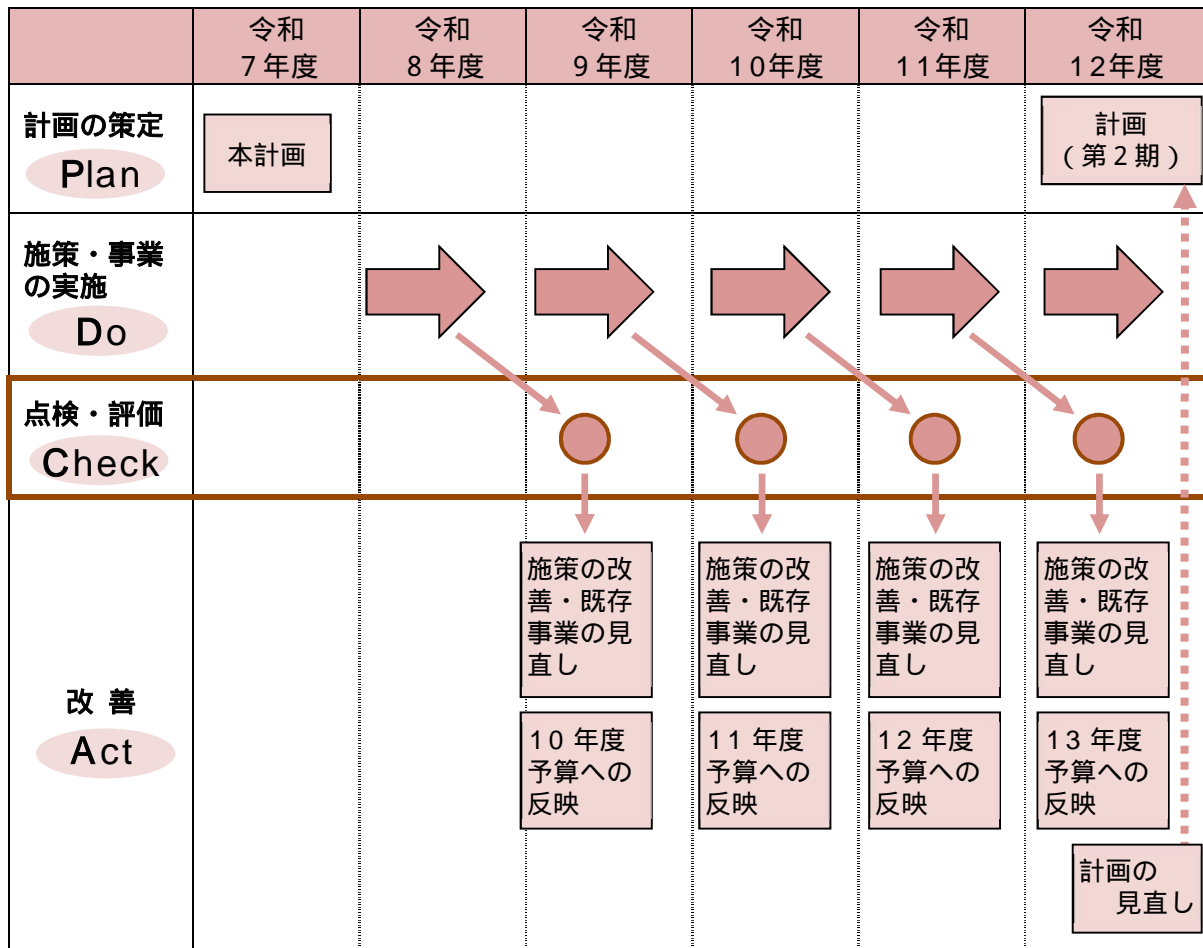 令和
7年度
令和
8年度
令和
9年度
令和
10年度
令和
11年度
令和
12年度
計画の策定
Plan
本計画
計画
(第2期)
施策・事業
の実施
Do
点検・評価
Check
改 善
Act
施策の改
善・既存
事業の見
直し
施策の改
善・既存
事業の見
直し
施策の改
善・既存
事業の見
直し
施策の改
善・既存
事業の見
直し
10年度
予算への
反映
11年度
予算への
反映
12年度
予算への
反映
13年度
予算への
反映
計画の
見直し